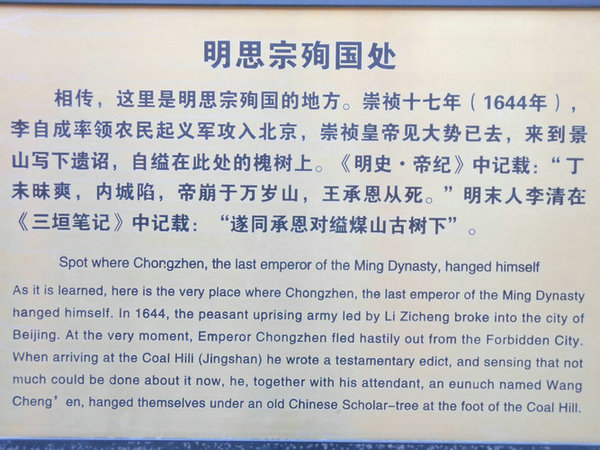 明思宗殉国处
相传，这里是明思宗殉国的地方。崇祯十七年（1644年），
李自成率领农民起义军攻入北京，崇祯皇帝见大势已去，来到景
山写下遗诏，自缢在此处的槐树上。《明史·帝纪》中记载：“丁
未昧爽，内城陷，帝崩于万岁山，王承恩从死。”明末人李清在
《三垣笔记》中记载：“遂同承恩对缢煤山古树下”。
Spot where Chongzhen, the last emperor of the Ming Dynasty, hanged himself
As it is learned, here is the very place where Chongzhen, the last emperor of the Ming Dynasty
hanged himself. In 1644, the peasant uprising army led by Li Zicheng broke into the city of
Beijing. At the very moment, Emperor Chongzhen fled hastily out from the Forbidden City.
When arriving at the Coal Hill (Jingshan) he wrote a testamentary edict, and sensing that not
much could be done about it now, he, together with his attendant, an eunuch named Wang
Cheng’en, hanged themselves under an old Chinese Scholar-tree at the foot of the Coal Hill.